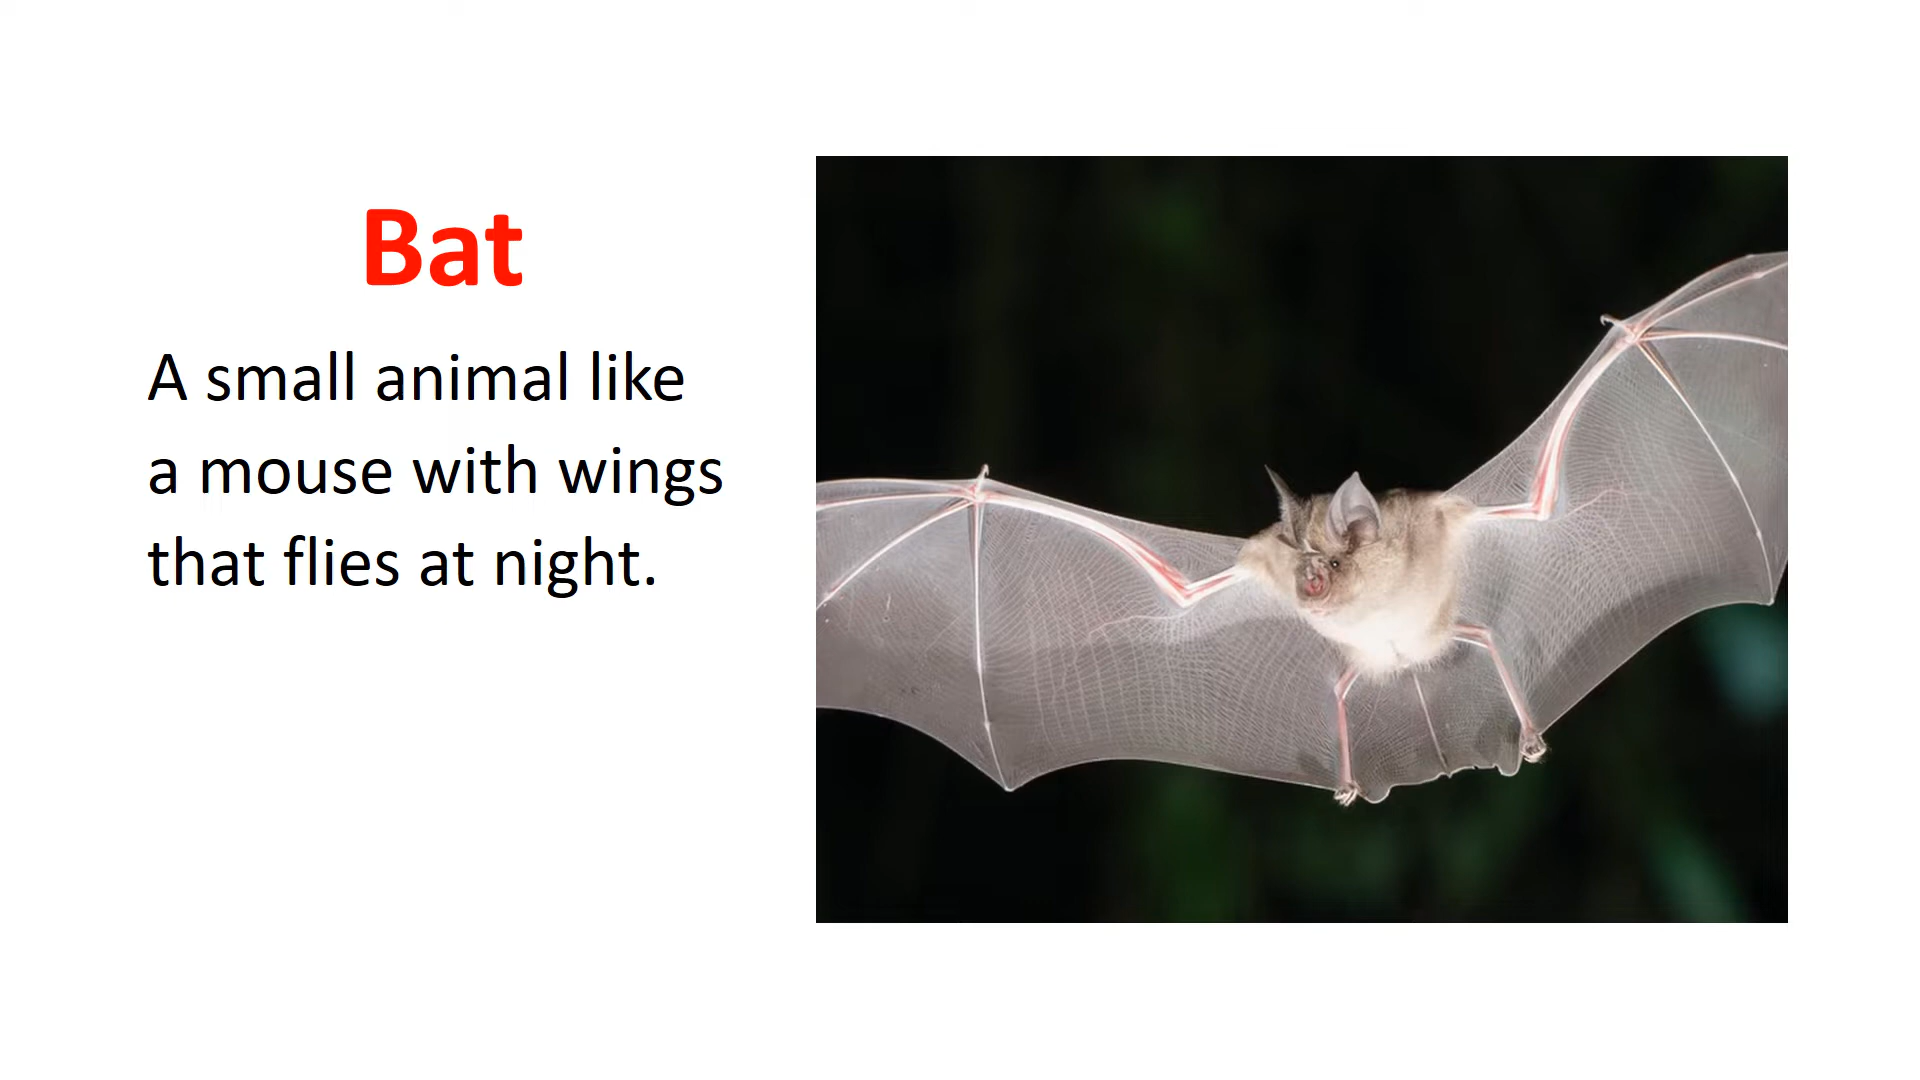 Bat
A small animal like
a mouse with wings
that flies at night.